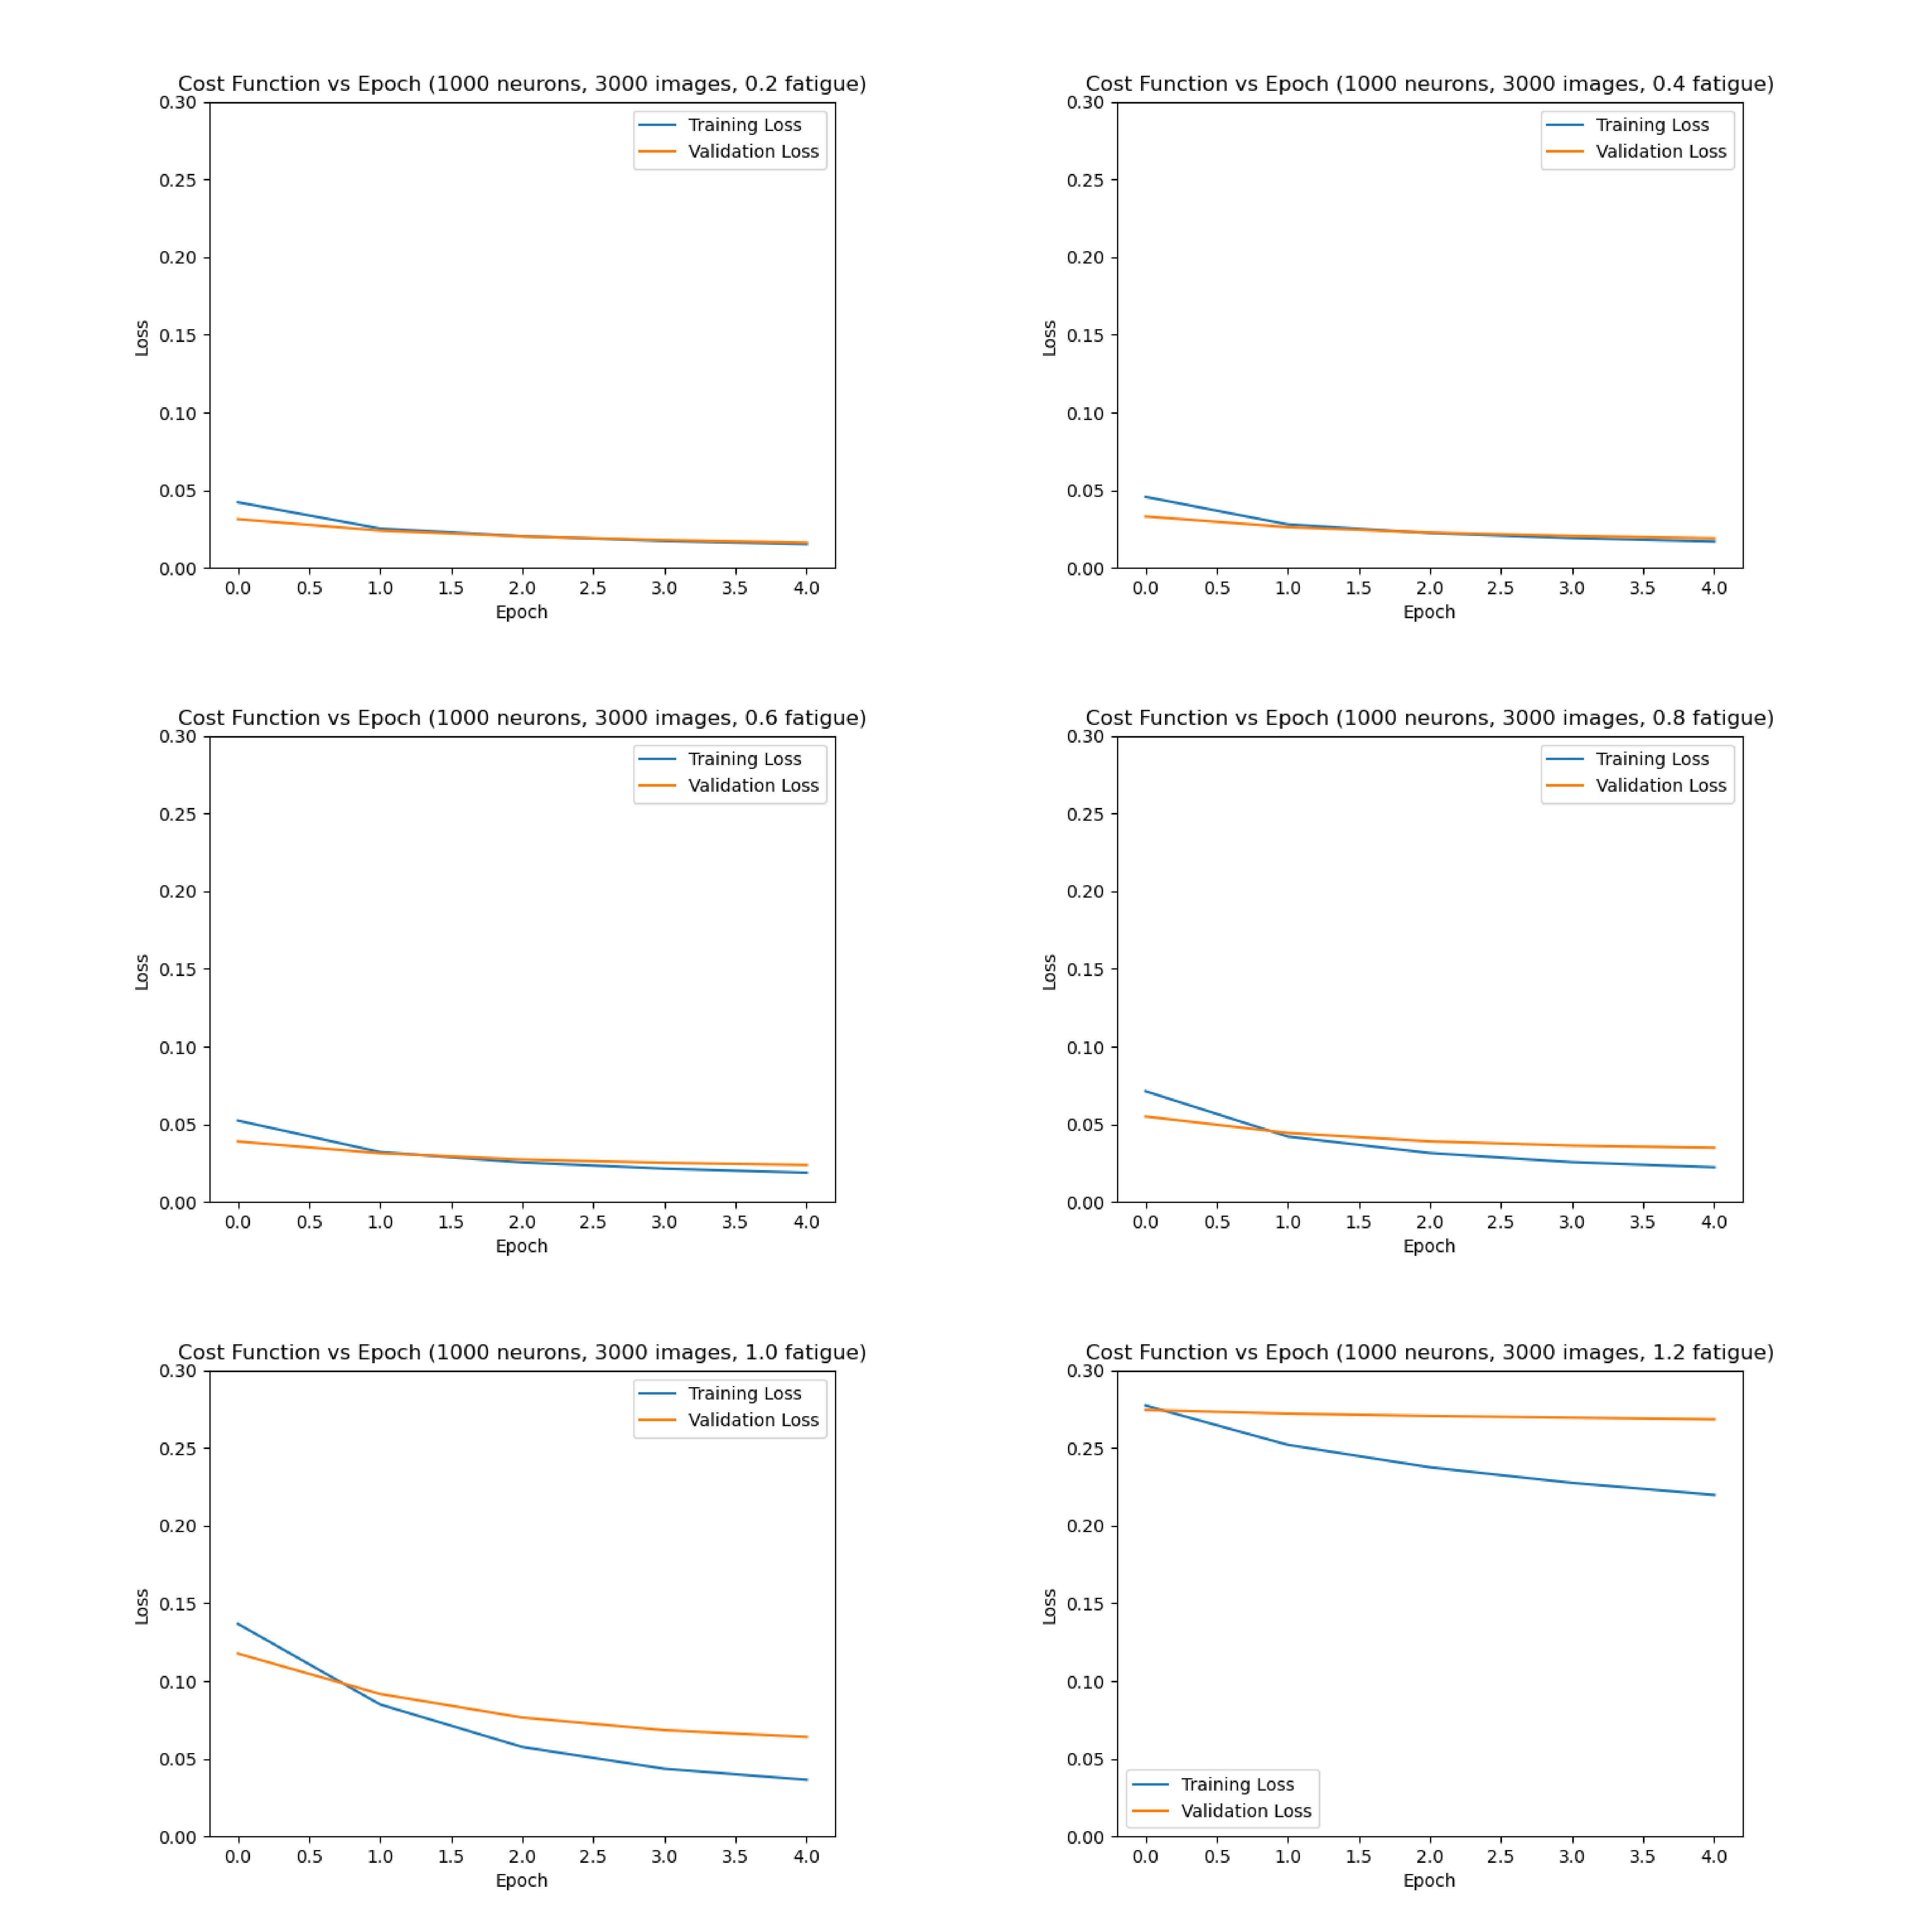 Cost Function vs Epoch (1000 neurons, 3000 images, 0.2 fatigue)
0.30
0.25
0.20
0.15
0.10
0.05
0.00
Loss
Training Loss
Validation Loss
0.0 0.5 1.0 1.5 2.0 2.5 3.0 3.5 4.0
Epoch
Cost Function vs Epoch (1000 neurons, 3000 images, 0.4 fatigue)
0.30
0.25
0.20
0.15
0.10
0.05
0.00
Loss
Training Loss
Validation Loss
0.0 0.5 1.0 1.5 2.0 2.5 3.0 3.5 4.0
Epoch
Cost Function vs Epoch (1000 neurons, 3000 images, 0.6 fatigue)
0.30
0.25
0.20
0.15
0.10
0.05
0.00
Loss
Training Loss
Validation Loss
0.0 0.5 1.0 1.5 2.0 2.5 3.0 3.5 4.0
Epoch
Cost Function vs Epoch (1000 neurons, 3000 images, 0.8 fatigue)
0.30
0.25
0.20
0.15
0.10
0.05
0.00
Loss
Training Loss
Validation Loss
0.0 0.5 1.0 1.5 2.0 2.5 3.0 3.5 4.0
Epoch
Cost Function vs Epoch (1000 neurons, 3000 images, 1.0 fatigue)
0.30
0.25
0.20
0.15
0.10
0.05
0.00
Loss
Training Loss
Validation Loss
0.0 0.5 1.0 1.5 2.0 2.5 3.0 3.5 4.0
Epoch
Cost Function vs Epoch (1000 neurons, 3000 images, 1.2 fatigue)
0.30
0.25
0.20
0.15
0.10
0.05
0.00
Loss
Training Loss
Validation Loss
0.0 0.5 1.0 1.5 2.0 2.5 3.0 3.5 4.0
Epoch